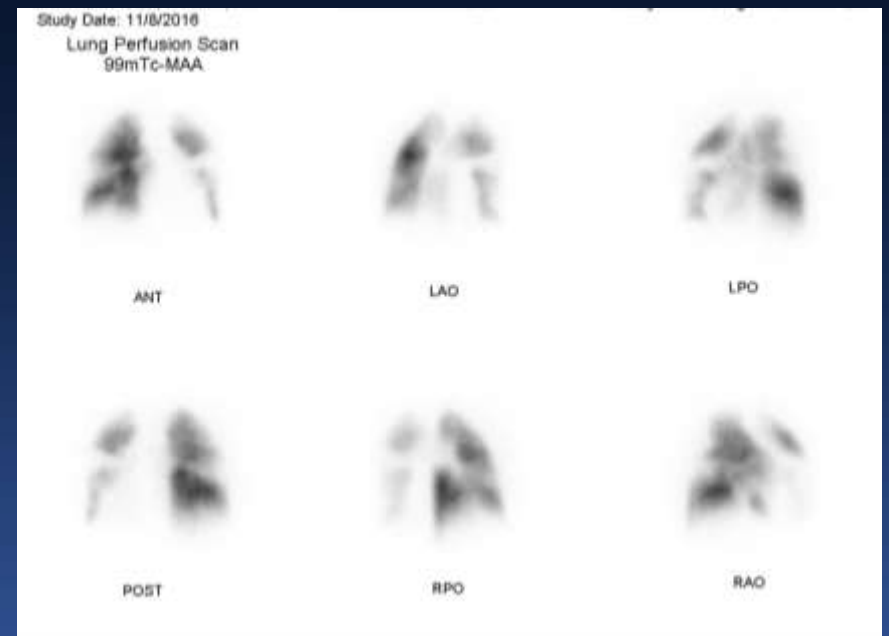 Study Date: 11/8/2016
Lung Perfusion Scan
99mTc-MAA
ANT
LAO
LPO
POST
RPO
RAO